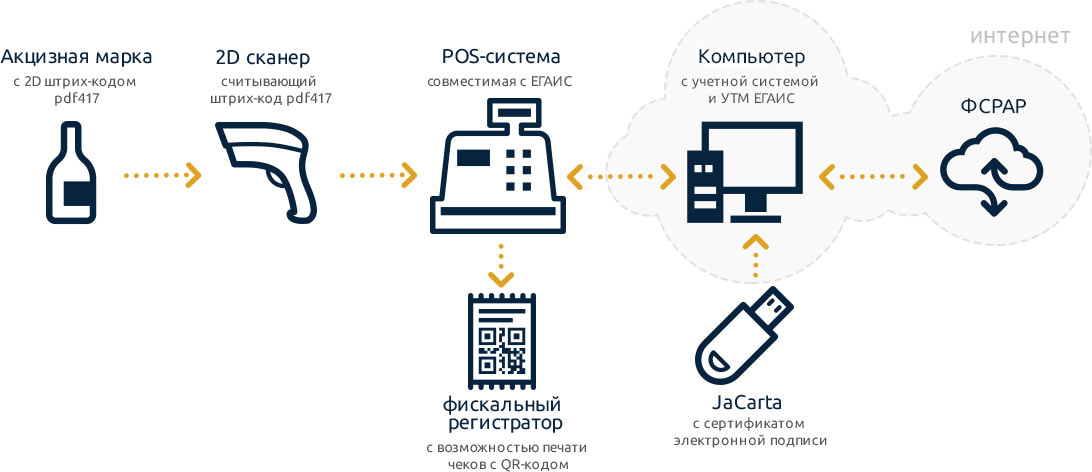 интернет
Акцизная марка
с 2D штрих-кодом
pdf417
2D сканер
считывающий
штрих-код pdf417
POS-система
совместимая с ЕГАИС
Компьютер
с учетной системой
и УТМ ЕГАИС
ФСРАР
фискальный
регистратор
с возможностью печати
чеков с QR-кодом
JaCarta
с сертификатом
электронной подписи